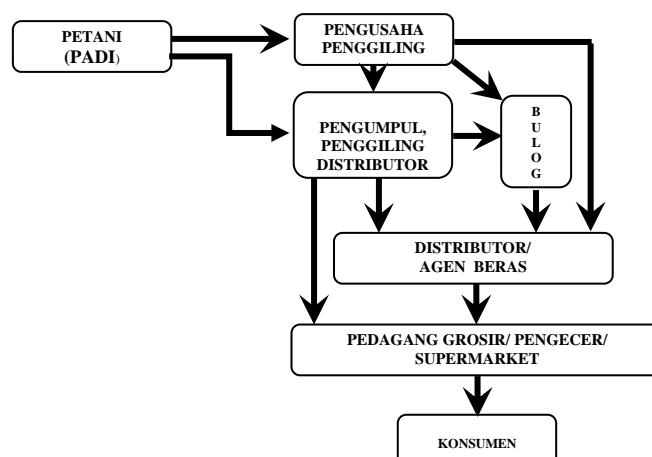 PETANI
(PADI)
PENGUSAHA
PENGGILING
PENGUMPUL,
PENGGILING
DISTRIBUTOR
B
U
L
O
G
DISTRIBUTOR/
AGEN BERAS
PEDAGANG GROSIR/ PENGECER/
SUPERMARKET
KONSUMEN